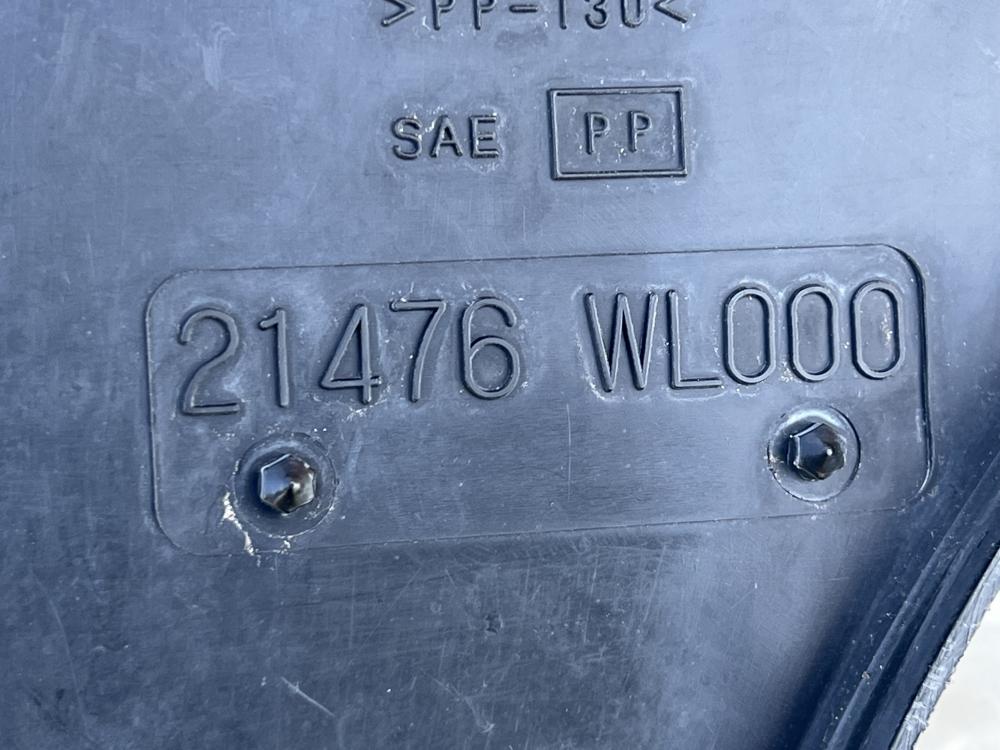 >PP-T30<
SAE PP
21476 WL000